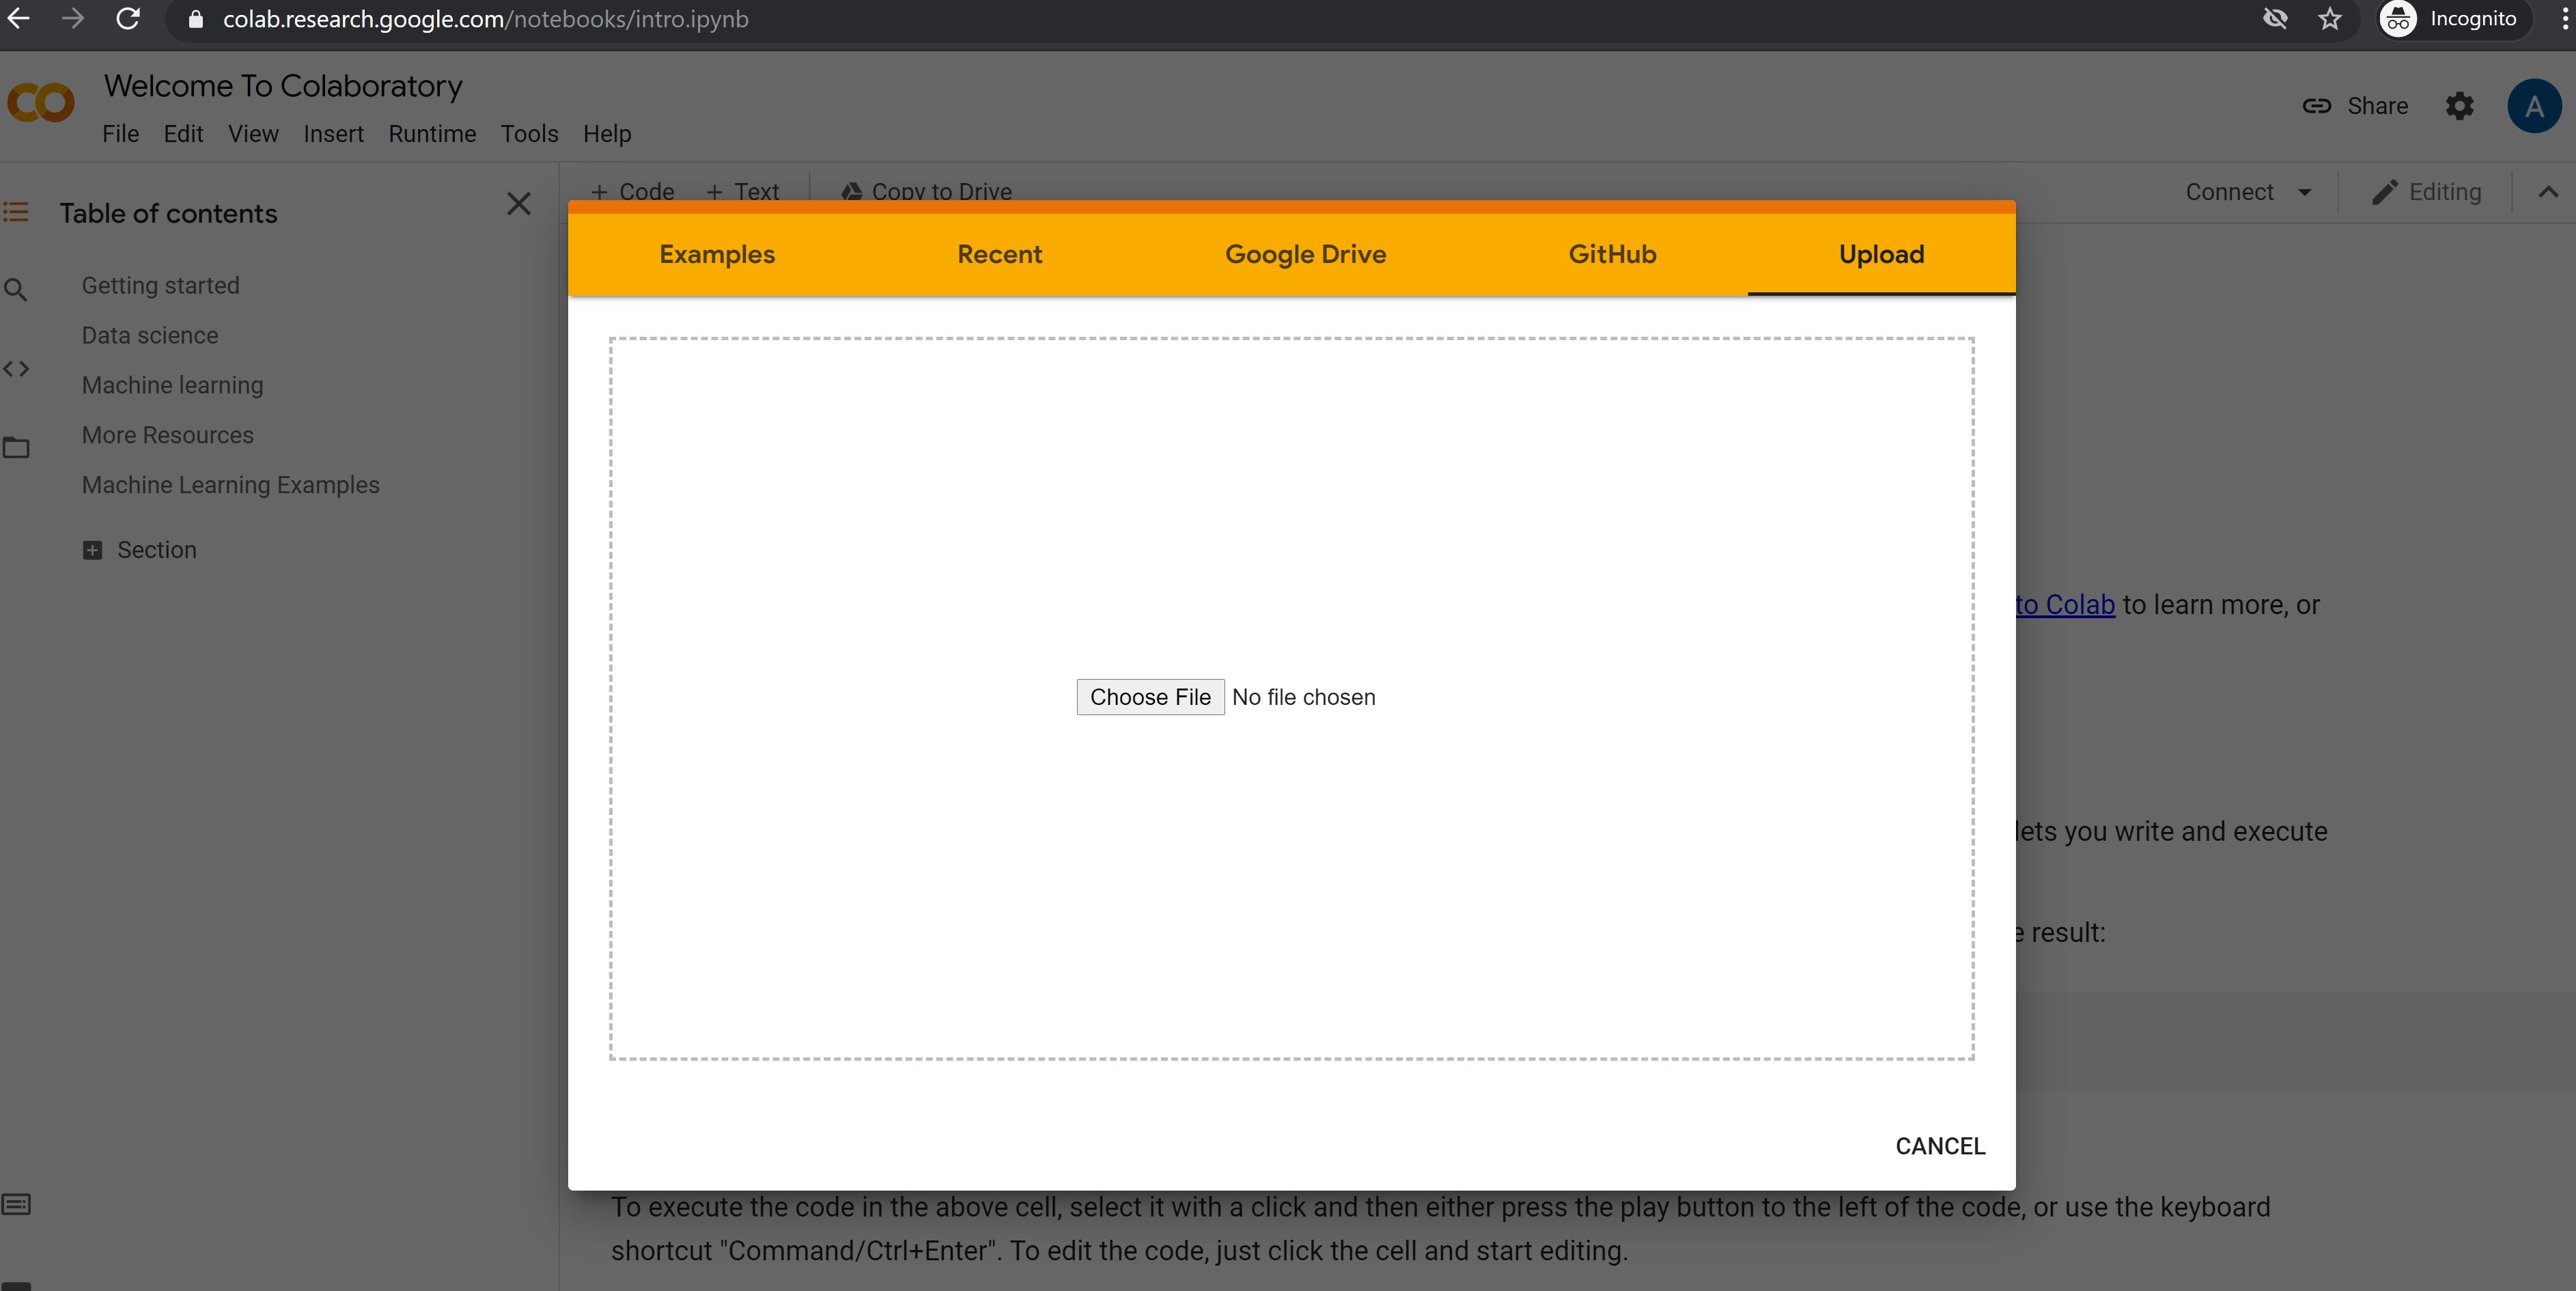 colab.research.google.com/notebooks/intro.ipynb
Incognito
Welcome To Colaboratory
File Edit View Insert Runtime Tools Help
Share
A
Table of contents
+ Code + Text Copy to Drive
Connect
Editing
Getting started
Data science
Machine learning
More Resources
Machine Learning Examples
Section
Examples Recent Google Drive GitHub Upload
Choose File No file chosen
to Colab to learn more, or
lets you write and execute
e result:
CANCEL
To execute the code in the above cell, select it with a click and then either press the play button to the left of the code, or use the keyboard
shortcut "Command/Ctrl+Enter". To edit the code, just click the cell and start editing.